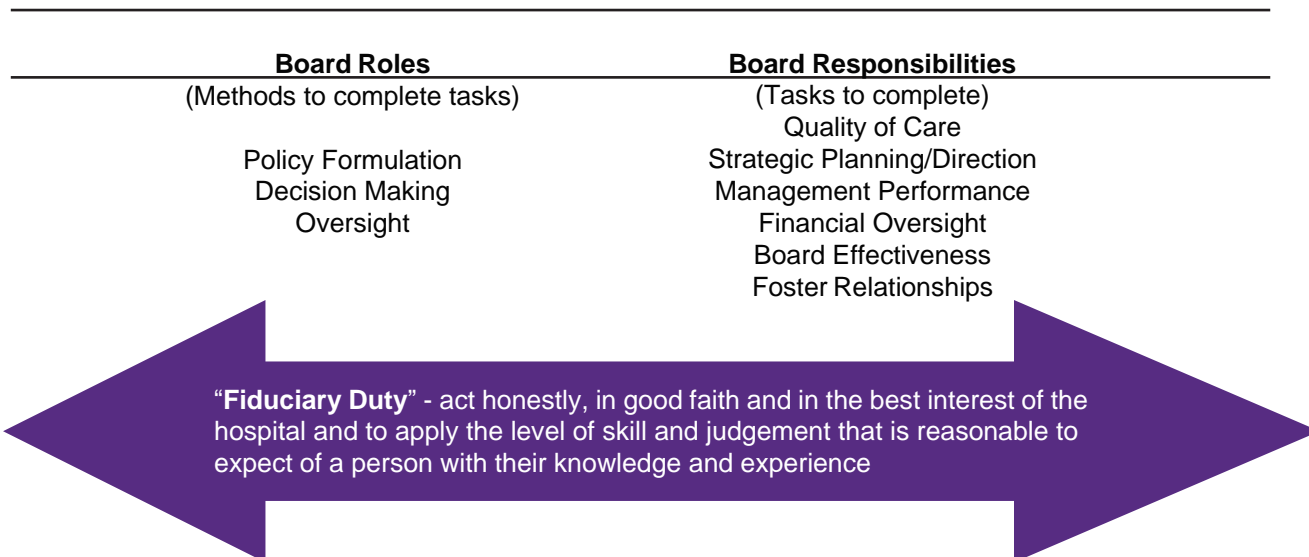 Board Roles
(Methods to complete tasks)
Policy Formulation
Decision Making
Oversight
Board Responsibilities
(Tasks to complete)
Quality of Care
Strategic Planning/Direction
Management Performance
Financial Oversight
Board Effectiveness
Foster Relationships
“Fiduciary Duty” - act honestly, in good faith and in the best interest of the
hospital and to apply the level of skill and judgement that is reasonable to
expect of a person with their knowledge and experience